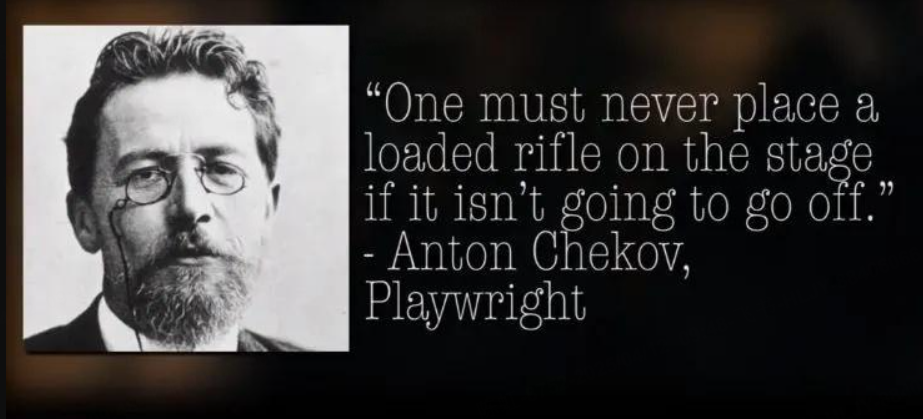 “One must never place a
loaded rifle on the stage
if it isn’t going to go off.”
- Anton Chekov,
Playwright